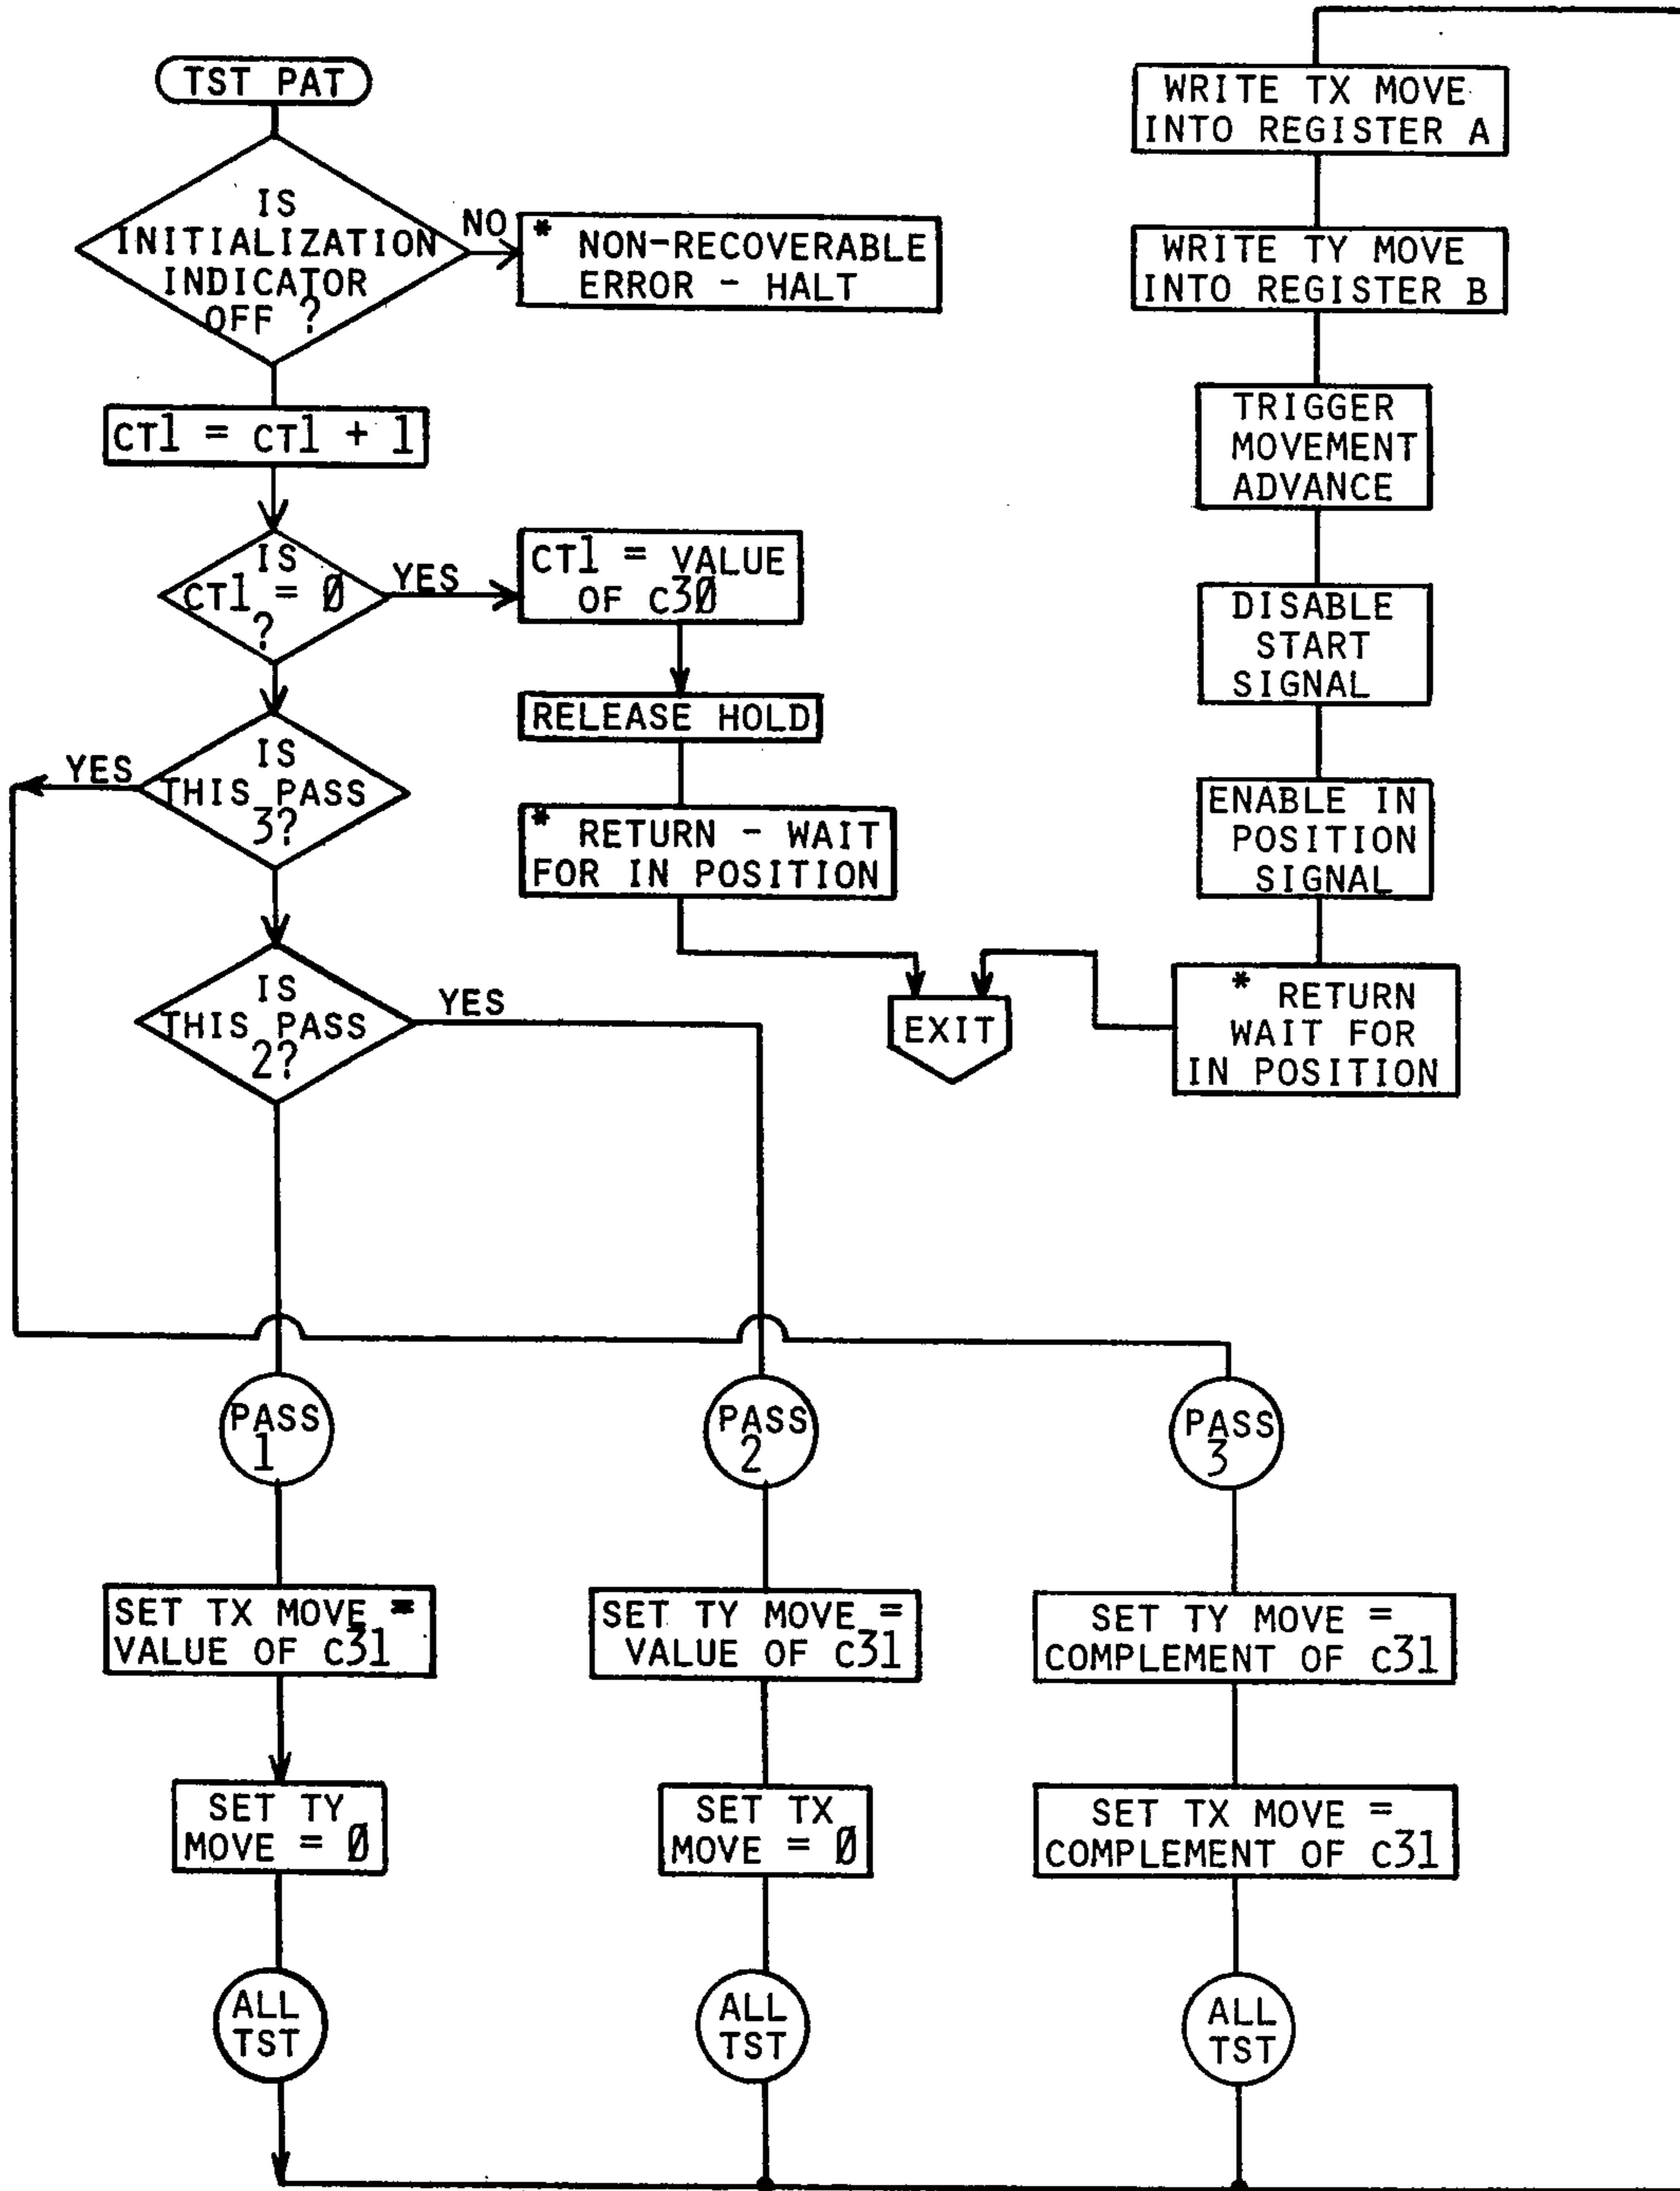 TST PAT
IS
INITIALIZATION
INDICATOR
OFF ?
NO
* NON-RECOVERABLE
ERROR - HALT
CT1 = CT1 + 1
IS
CT1 = Ø
?
YES
CT1 = VALUE
OF C3Ø
RELEASE HOLD
* RETURN - WAIT
FOR IN POSITION
IS
THIS PASS
3?
YES
IS
THIS PASS
2?
YES
EXIT
WRITE TX MOVE
INTO REGISTER A
WRITE TY MOVE
INTO REGISTER B
TRIGGER
MOVEMENT
ADVANCE
DISABLE
START
SIGNAL
ENABLE IN
POSITION
SIGNAL
* RETURN
WAIT FOR
IN POSITION
PASS
1
SET TX MOVE =
VALUE OF C31
SET TY
MOVE = Ø
ALL
TST
PASS
2
SET TY MOVE =
VALUE OF C31
SET TX
MOVE = Ø
ALL
TST
PASS
3
SET TY MOVE =
COMPLEMENT OF C31
SET TX MOVE =
COMPLEMENT OF C31
ALL
TST